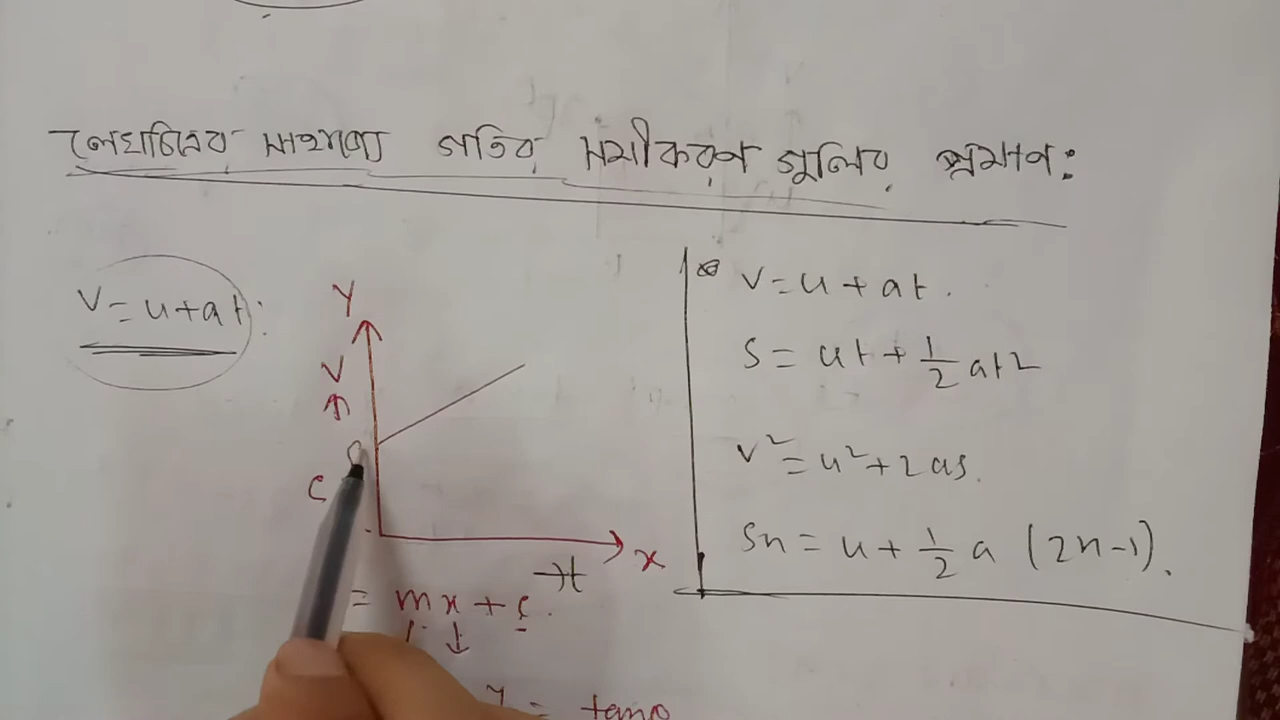 লেখচিত্রের সাহায্যে গতির সমীকরণ গুলির প্রমাণ:
V = u + at:
Y
V
↑
C
→t
x
= mx + c.
↓
= tanθ
V = u + at.
S = ut + 1/2 at2
V² = u² + 2as.
Sn = u + 1/2 a (2n-1).